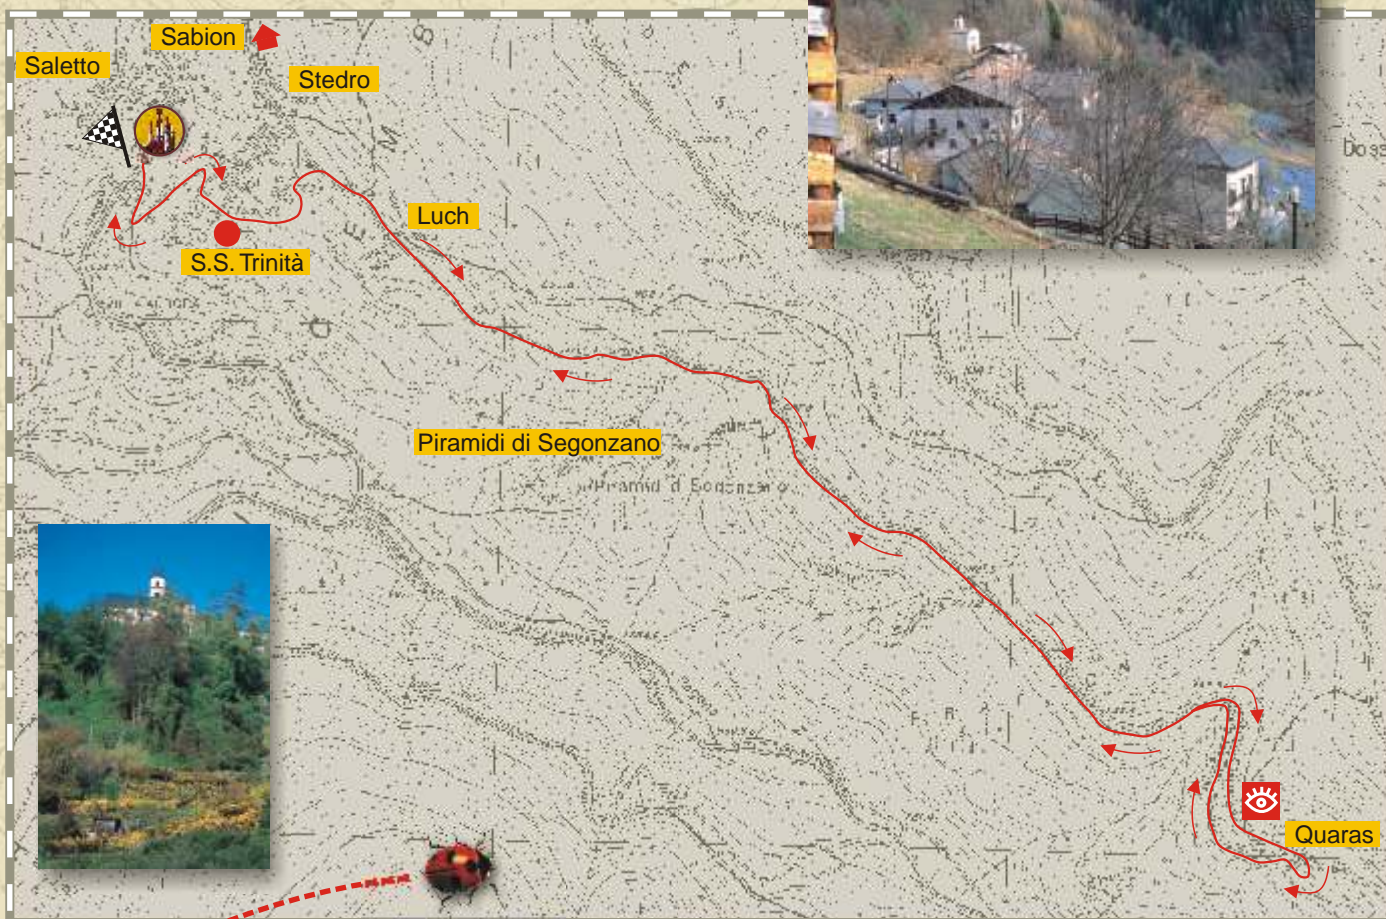 Sabion
Saletto
Stedro
Luch
S.S. Trinità
Piramidi di Segonzano
Quaras